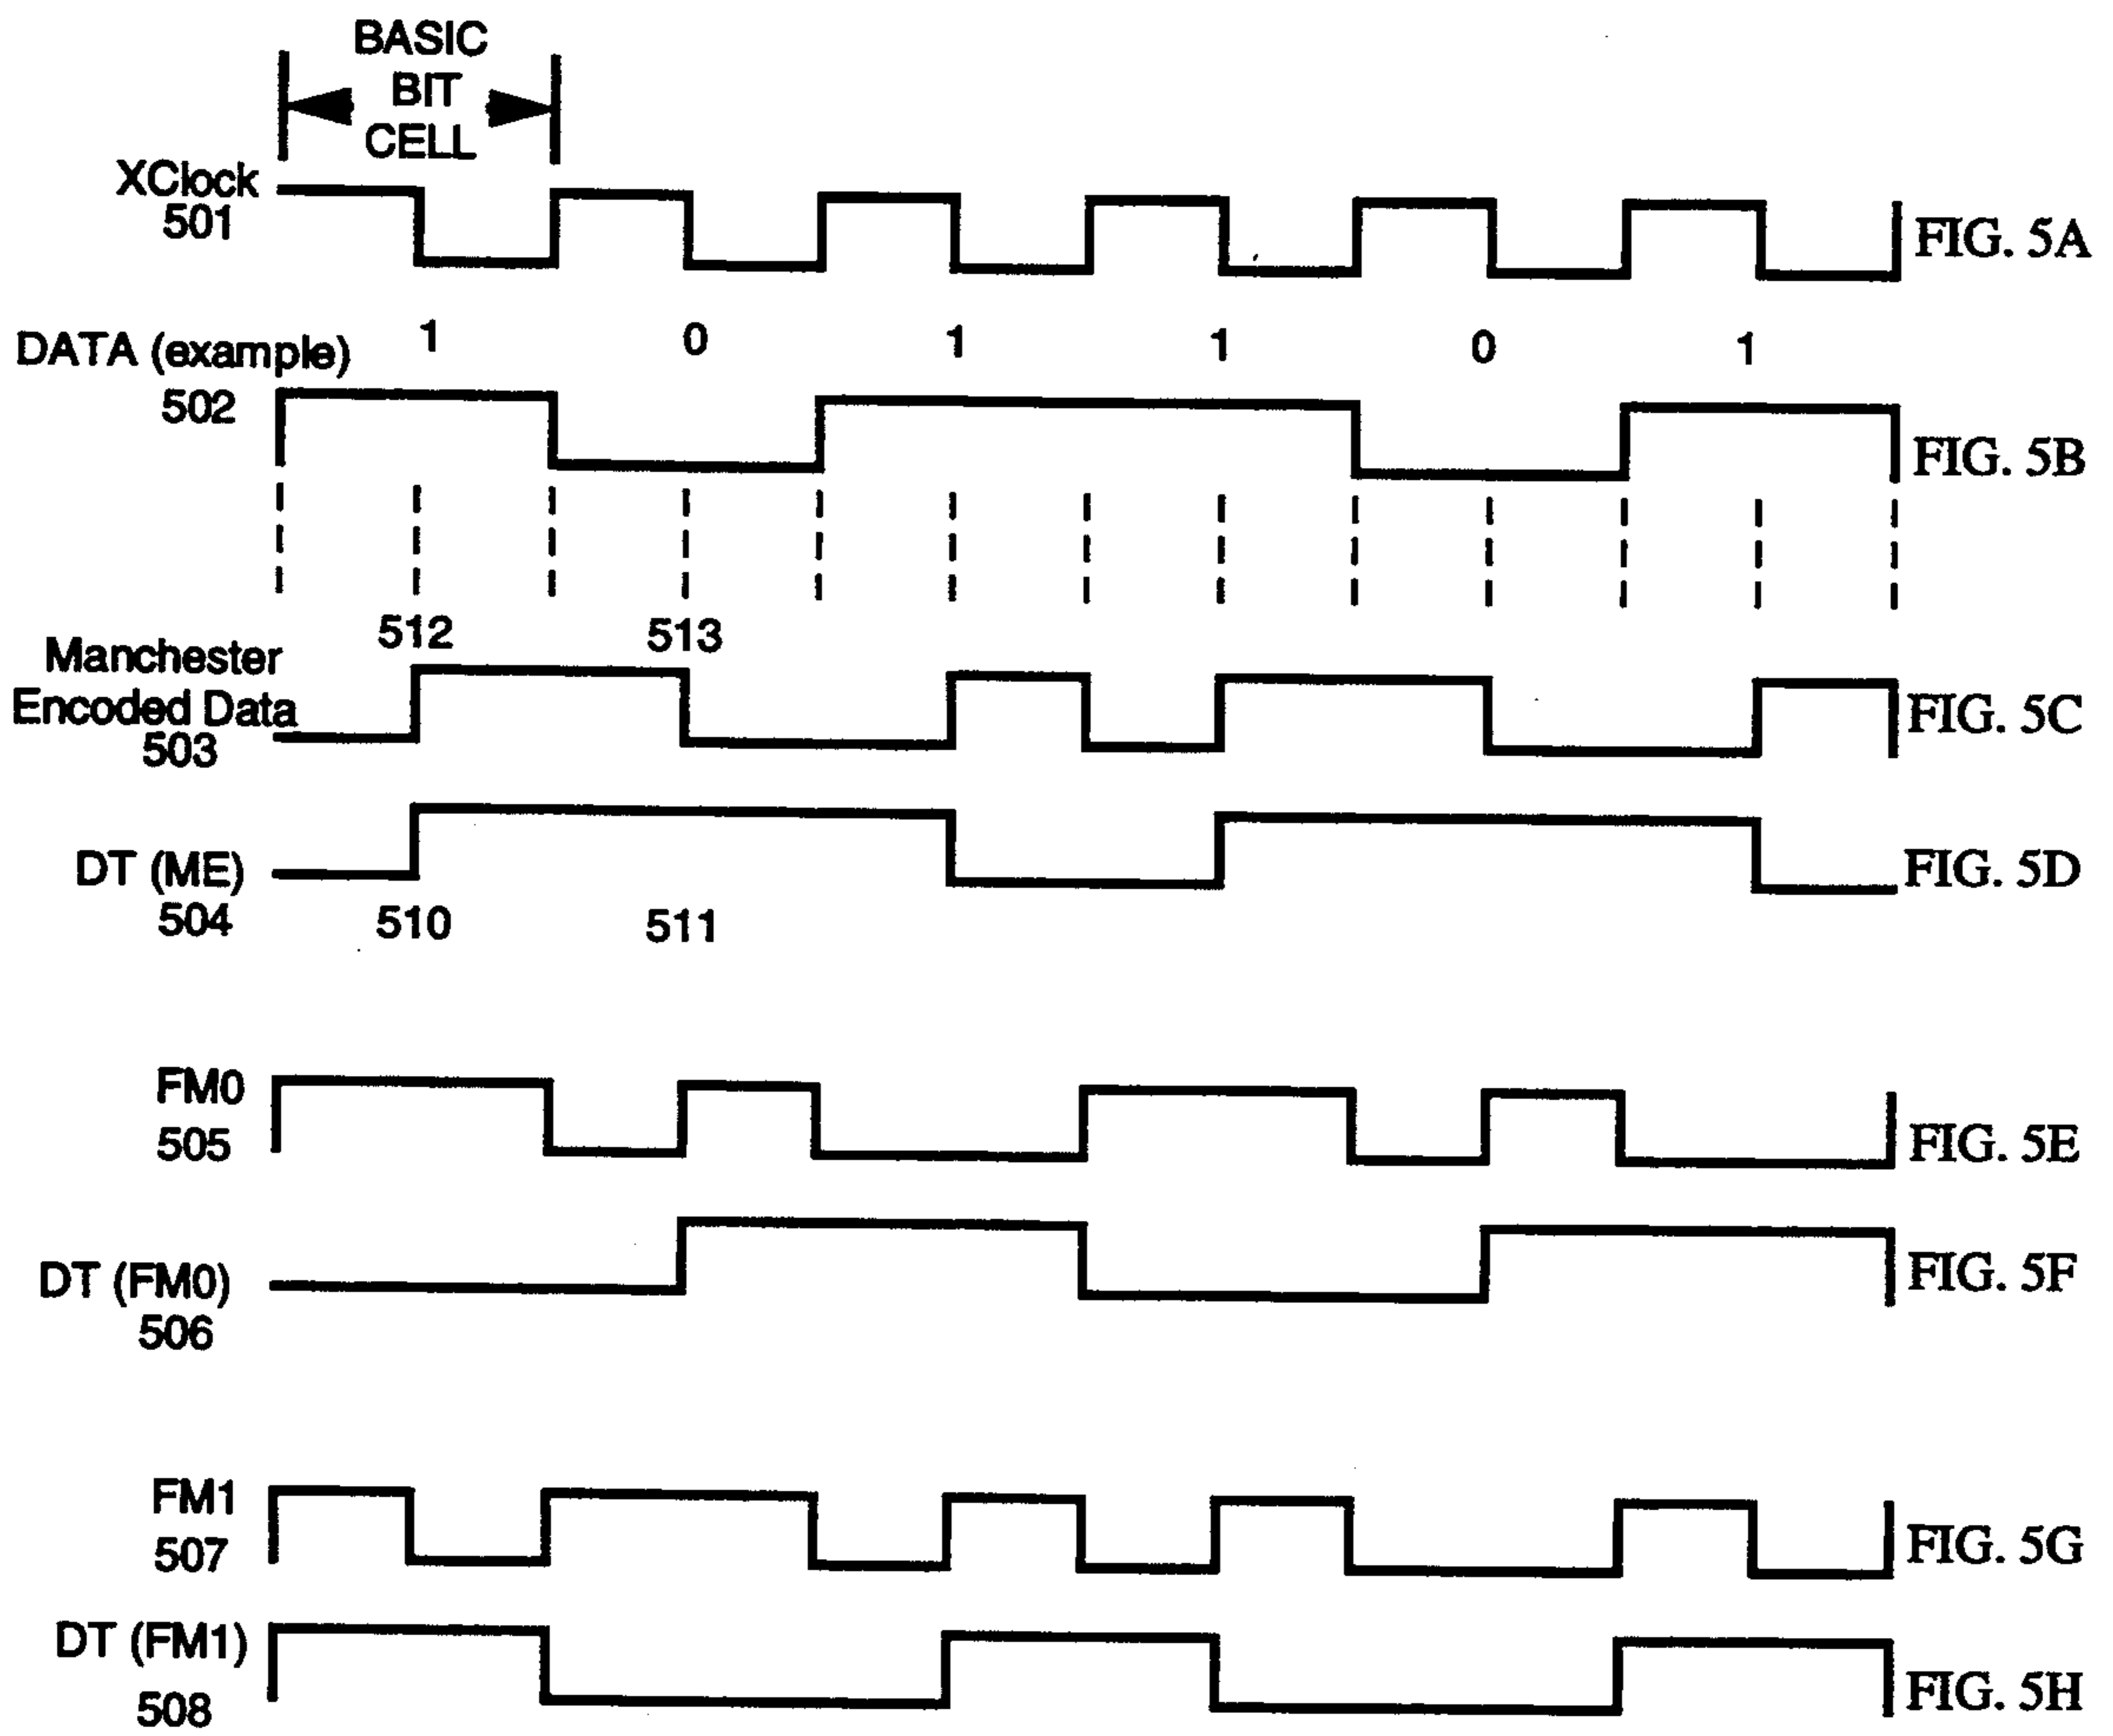 BASIC
BIT
CELL
XClock
501
FIG. 5A
1 0 1 1 0 1
DATA (example)
502
FIG. 5B
512 513
Manchester
Encoded Data
503
FIG. 5C
DT (ME)
504
FIG. 5D
510 511
FM0
505
FIG. 5E
DT (FM0)
506
FIG. 5F
FM1
507
FIG. 5G
DT (FM1)
508
FIG. 5H